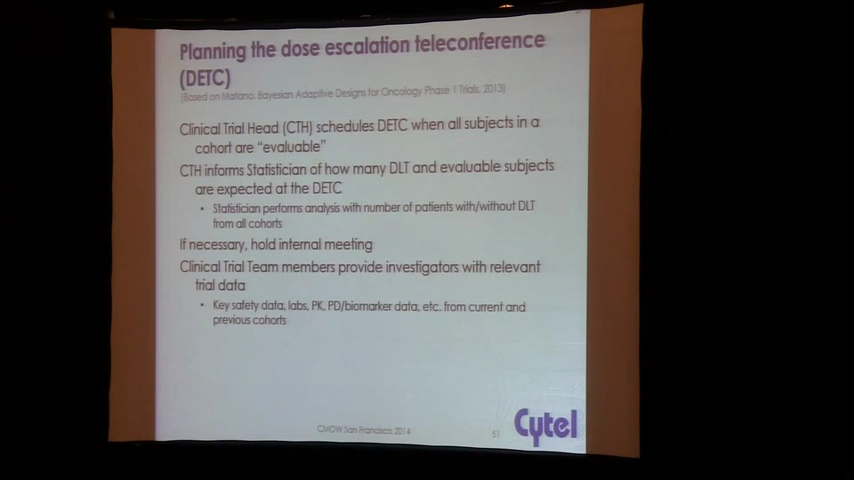 Planning the dose escalation teleconference
(DETC)
(Based on Matano, Bayesian Adaptive Designs for Oncology Phase 1 Trials, 2013)
Clinical Trial Head (CTH) schedules DETC when all subjects in a
cohort are “evaluable”
CTH informs Statistician of how many DLT and evaluable subjects
are expected at the DETC
• Statistician performs analysis with number of patients with/without DLT
from all cohorts
If necessary, hold internal meeting
Clinical Trial Team members provide investigators with relevant
trial data
• Key safety data, labs, PK, PD/biomarker data, etc. from current and
previous cohorts
CMOW San Francisco 2014
51
Cytel